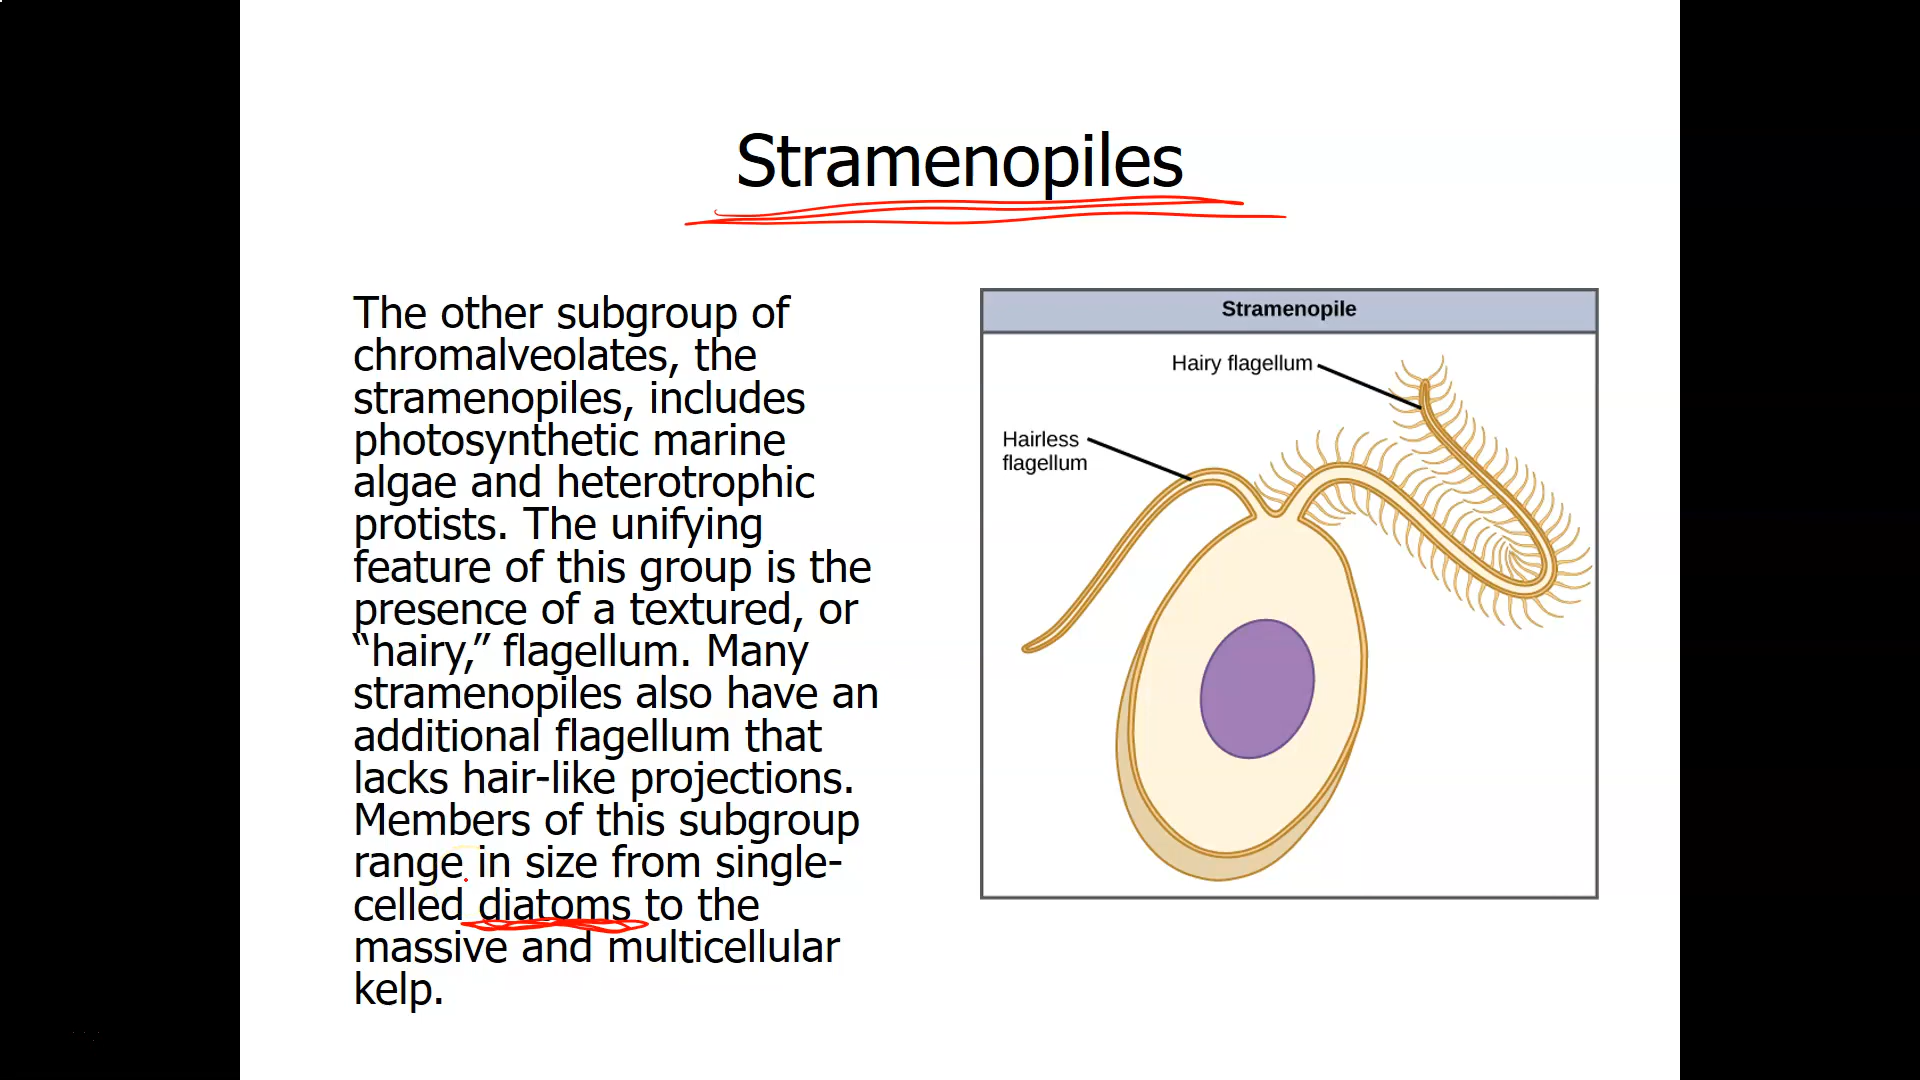 Stramenopiles
The other subgroup of
chromalveolates, the
stramenopiles, includes
photosynthetic marine
algae and heterotrophic
protists. The unifying
feature of this group is the
presence of a textured, or
“hairy,” flagellum. Many
stramenopiles also have an
additional flagellum that
lacks hair-like projections.
Members of this subgroup
range in size from single-
celled diatoms to the
massive and multicellular
kelp.
Stramenopile
Hairy flagellum
Hairless
flagellum